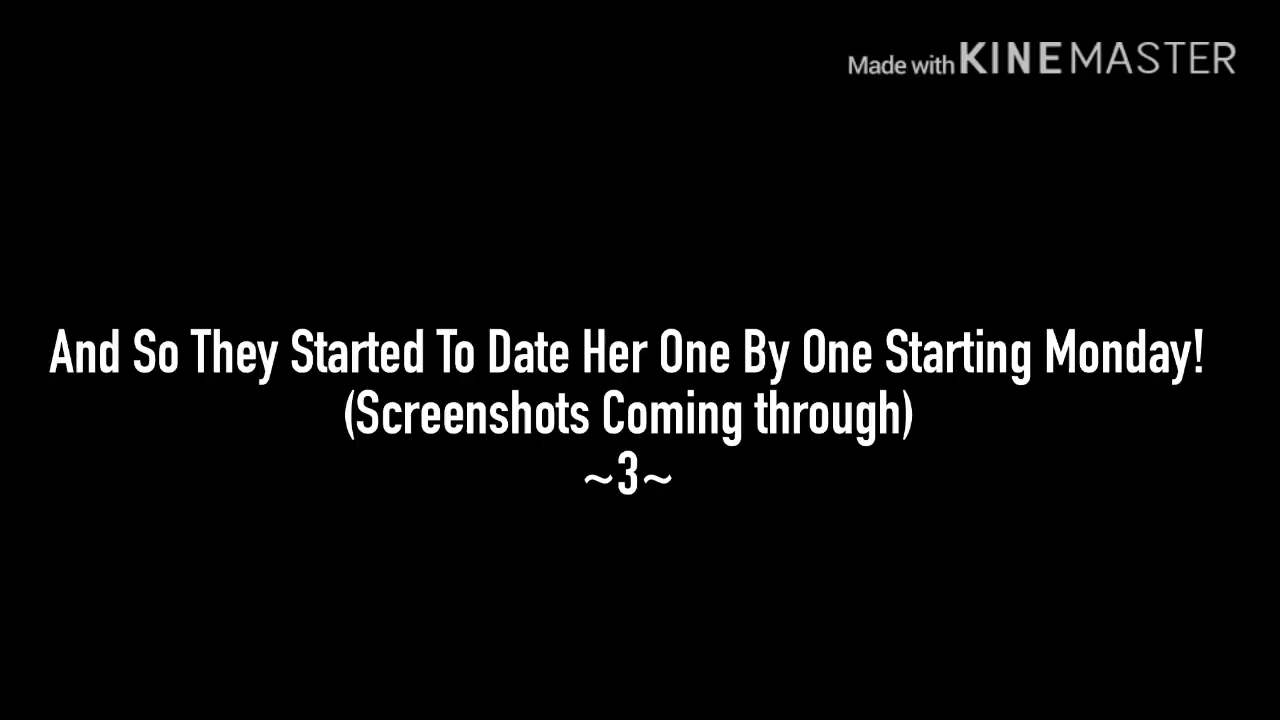 Made with KINEMASTER
And So They Started To Date Her One By One Starting Monday!
(Screenshots Coming through)
~3~